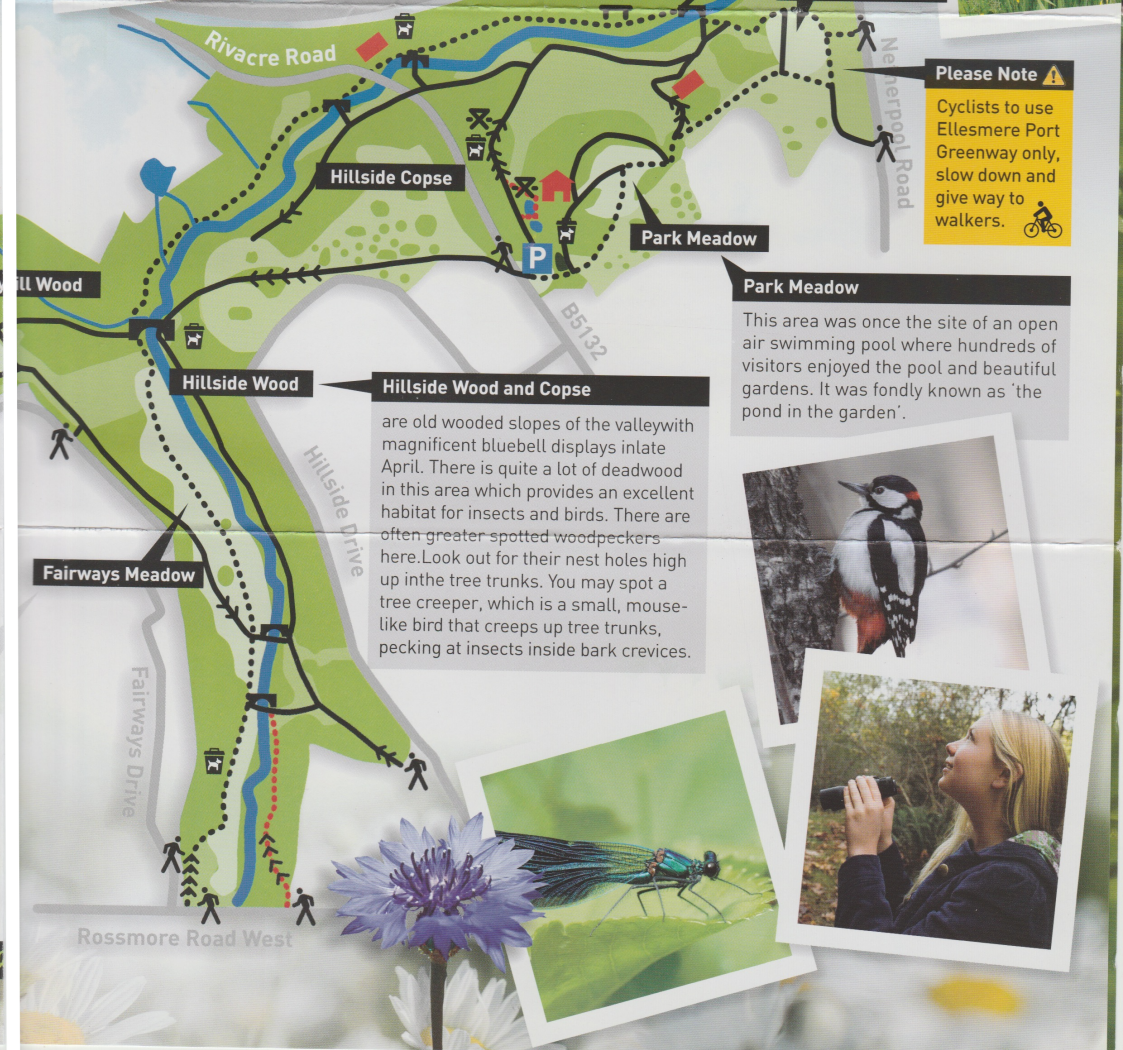 Rivacre Road
Netherpool Road
Please Note
Cyclists to use
Ellesmere Port
Greenway only,
slow down and
give way to
walkers.
Hillside Copse
Park Meadow
P
ill Wood
B5132
Park Meadow
This area was once the site of an open
air swimming pool where hundreds of
visitors enjoyed the pool and beautiful
gardens. It was fondly known as ‘the
pond in the garden’.
Hillside Wood
Hillside Wood and Copse
are old wooded slopes of the valleywith
magnificent bluebell displays inlate
April. There is quite a lot of deadwood
in this area which provides an excellent
habitat for insects and birds. There are
often greater spotted woodpeckers
here.Look out for their nest holes high
up inthe tree trunks. You may spot a
tree creeper, which is a small, mouse-
like bird that creeps up tree trunks,
pecking at insects inside bark crevices.
Hillside Drive
Fairways Meadow
Fairways Drive
Rossmore Road West